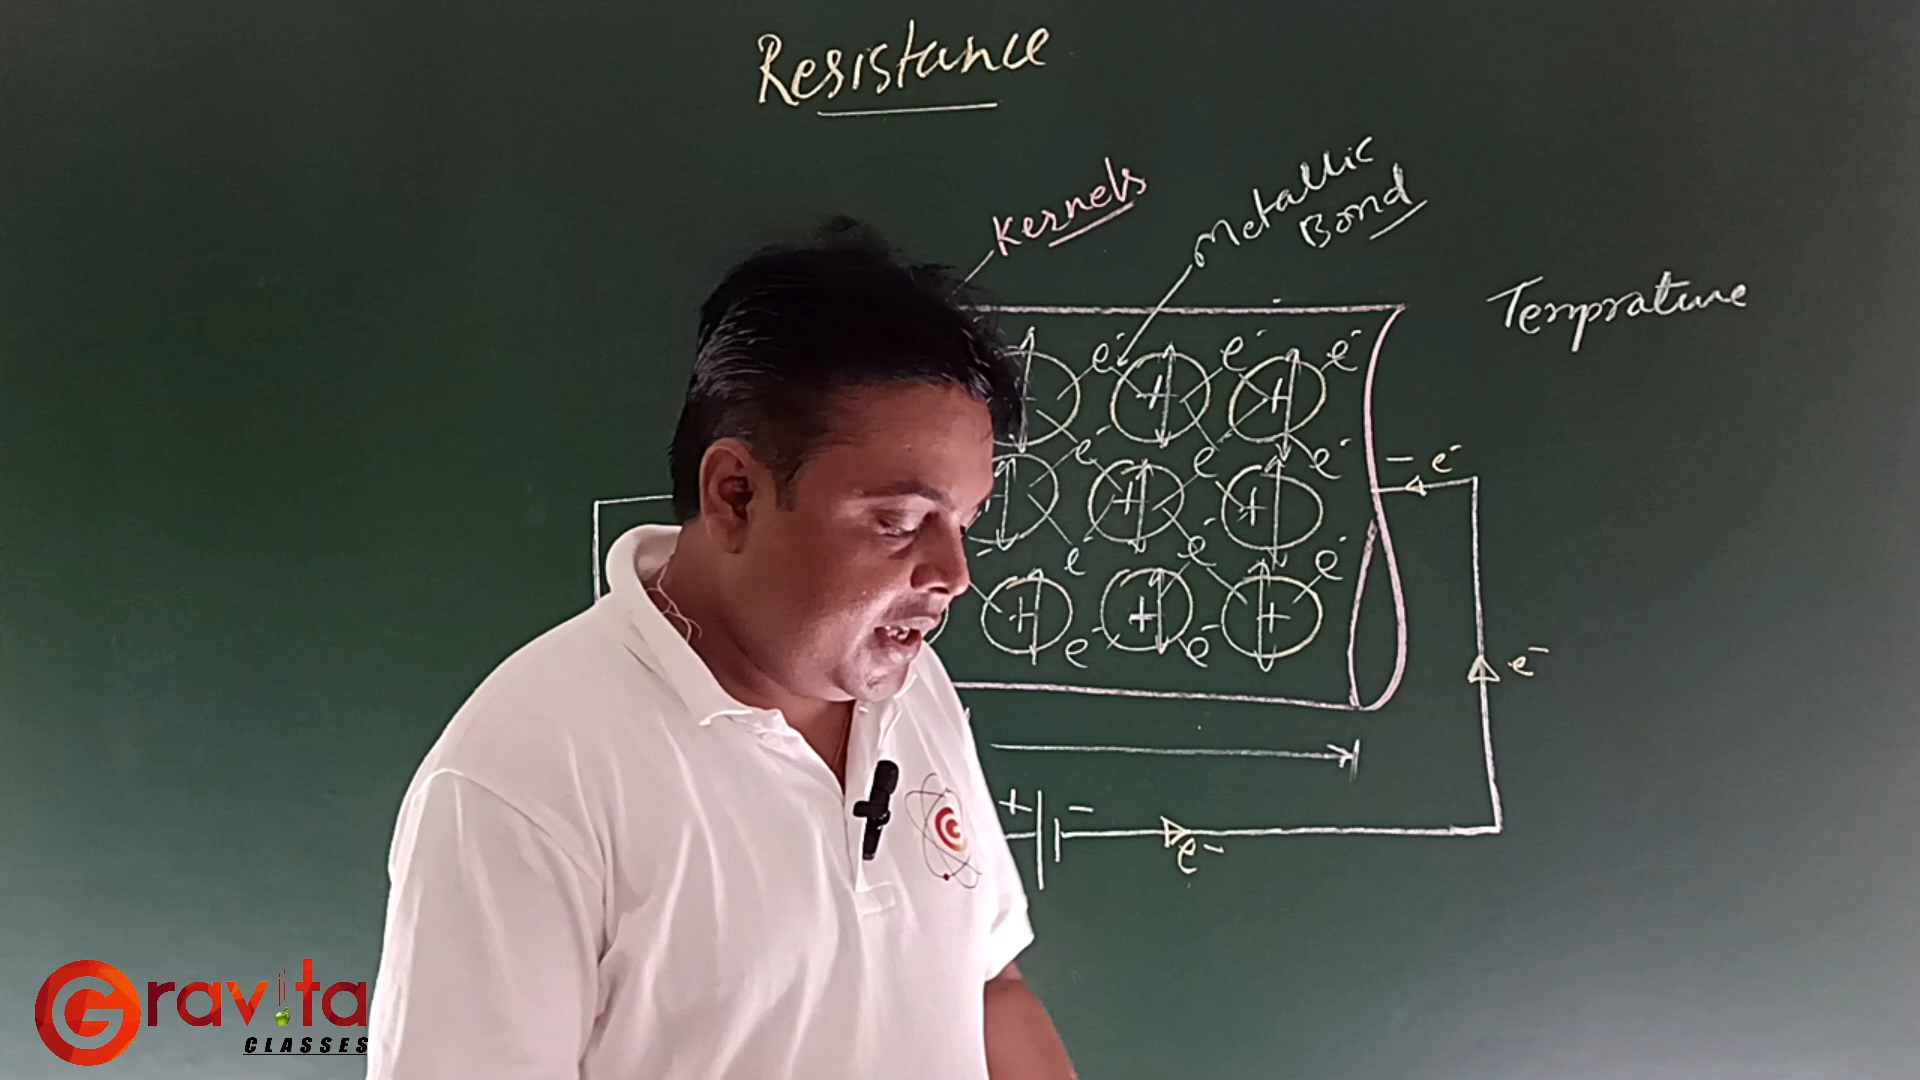 Resistance
Kernels
Metallic
Bond
Temprature
e- e- e-
+ + +
e- e- e-
- e-
+ + +
e- e- e-
+ + +
e- e-
e-
+ -
e-
Gravita
CLASSES